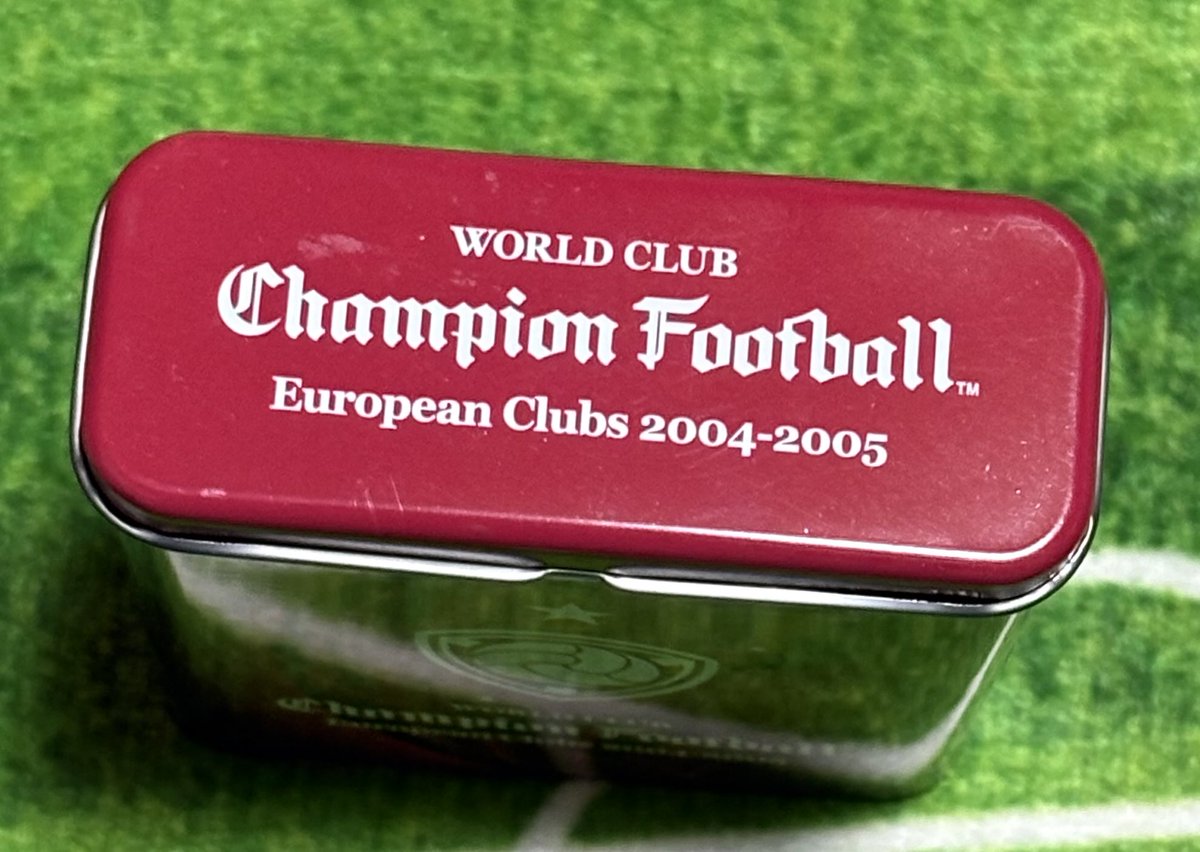 WORLD CLUB
Champion Football™
European Clubs 2004-2005